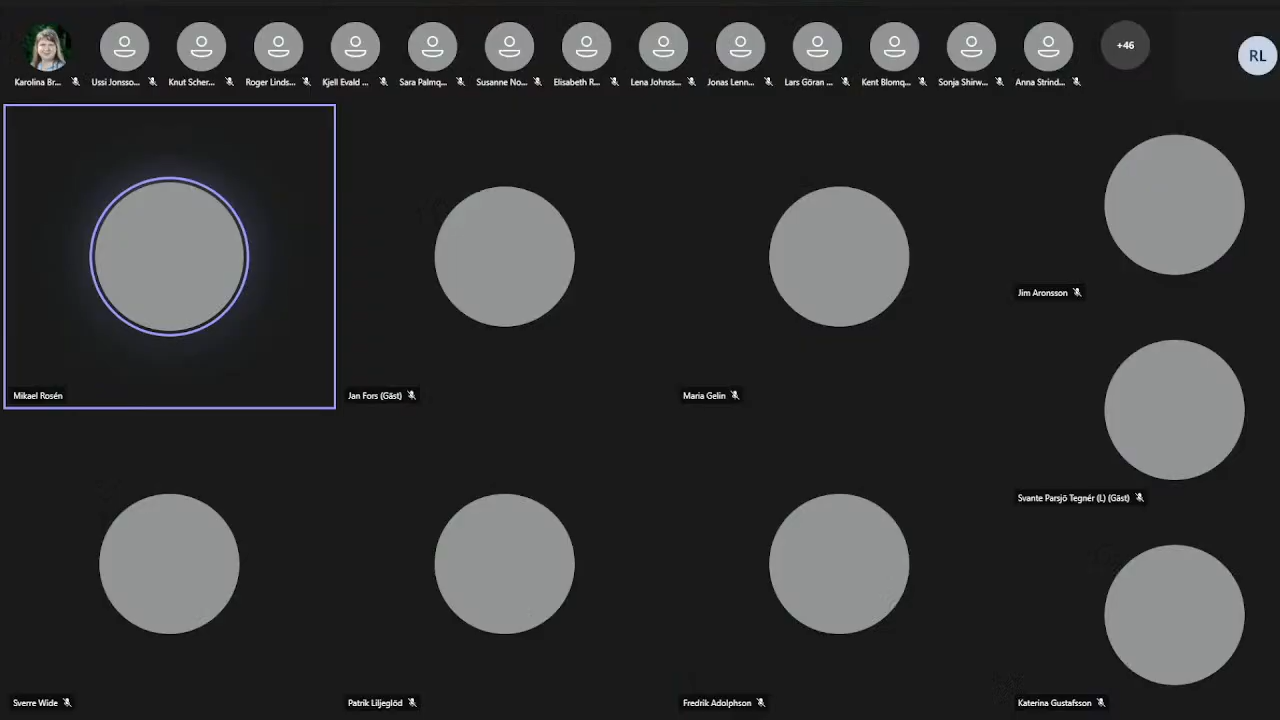 +46
RL
Karolina Br... Ussi Jonsso... Knut Scher... Roger Linds... Kjell Evald ... Sara Palmq... Susanne No... Elisabeth R... Lena Johnss... Jonas Lenn... Lars Göran ... Kent Blomq... Sonja Shirw... Anna Strind...
Jim Aronsson
Mikael Rosén Jan Fors (Gäst) Maria Gelin
Svante Parsjö Tegnér (L) (Gäst)
Sverre Wide Patrik Liljeglöd Fredrik Adolphson Katerina Gustafsson